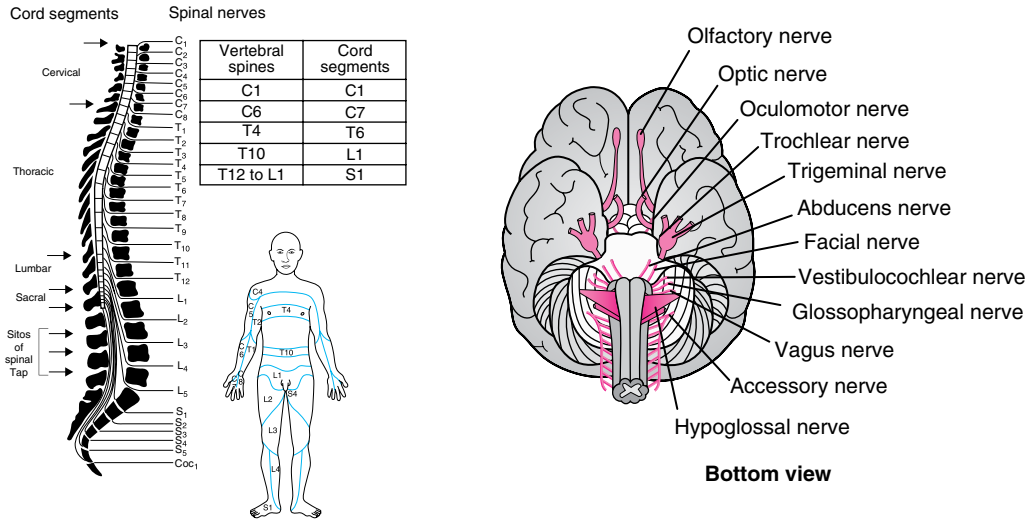 Cord segments
Spinal nerves
Cervical
Thoracic
Lumbar
Sacral
Sitos
of
spinal
Tap
C1
C2
C3
C4
C5
C6
C7
C8
T1
T2
T3
T4
T5
T6
T7
T8
T9
T10
T11
T12
L1
L2
L3
L4
L5
S1
S2
S3
S4
S5
Coc1
Vertebral spines Cord segments
C1 C1
C6 C7
T4 T6
T10 L1
T12 to L1 S1
C4
C
5
T4
T2
C
6
T1
T10
C
7
C
8
L1
L2
S4
L3
L4
S1
Olfactory nerve
Optic nerve
Oculomotor nerve
Trochlear nerve
Trigeminal nerve
Abducens nerve
Facial nerve
Vestibulocochlear nerve
Glossopharyngeal nerve
Vagus nerve
Accessory nerve
Hypoglossal nerve
Bottom view